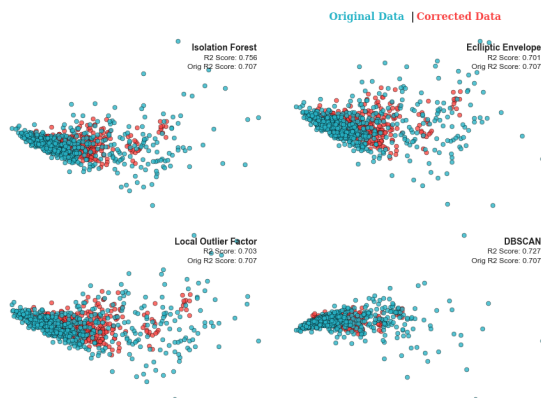 Original Data | Corrected Data
Isolation Forest
R2 Score: 0.756
Orig R2 Score: 0.707
Eclliptic Envelope
R2 Score: 0.701
Orig R2 Score: 0.707
Local Outlier Factor
R2 Score: 0.703
Orig R2 Score: 0.707
DBSCAN
R2 Score: 0.727
Orig R2 Score: 0.707